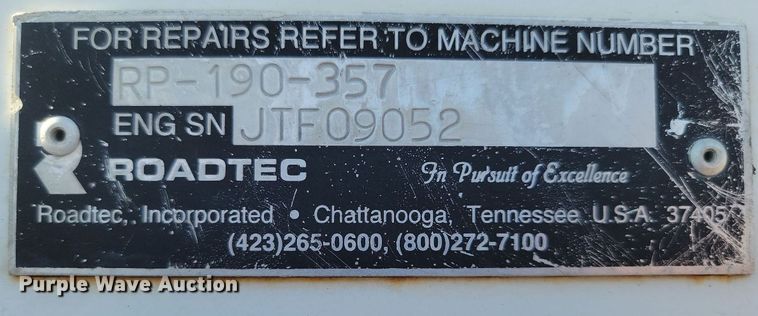 FOR REPAIRS REFER TO MACHINE NUMBER
RP-190-357
ENG SN JTF09052
ROADTEC In Pursuit of Excellence
Roadtec, Incorporated • Chattanooga, Tennessee U.S.A. 37405
(423)265-0600, (800)272-7100
Purple Wave Auction